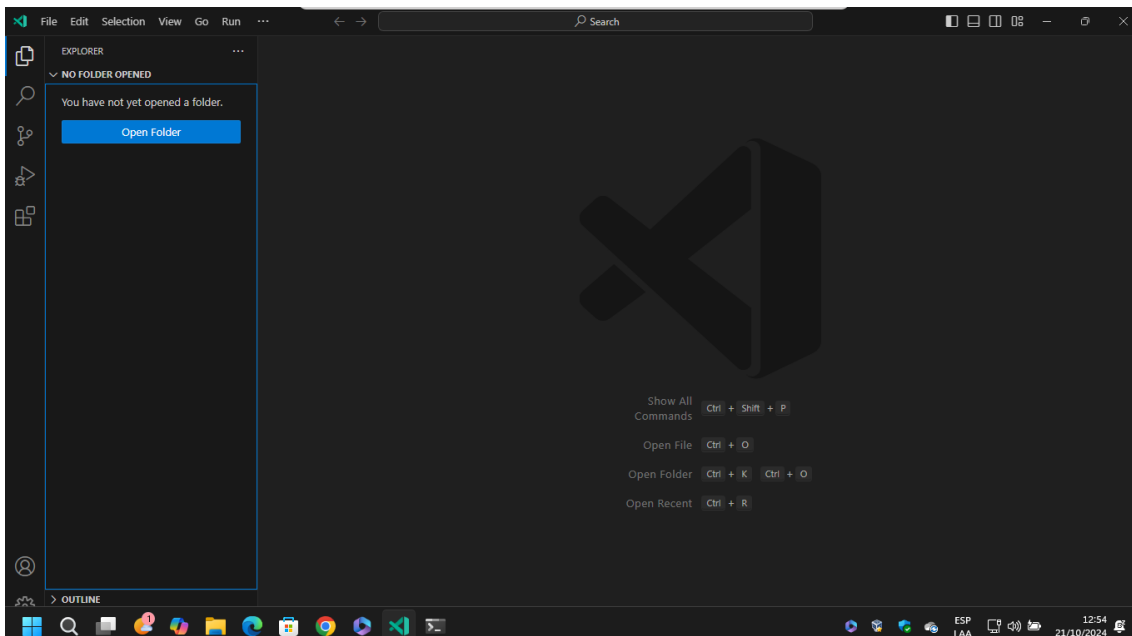 File Edit Selection View Go Run ···
Search
EXPLORER ···
NO FOLDER OPENED
You have not yet opened a folder.
Open Folder
Show All
Commands Ctrl + Shift + P
Open File Ctrl + O
Open Folder Ctrl + K Ctrl + O
Open Recent Ctrl + R
OUTLINE
1
ESP
LAA
12:54
21/10/2024